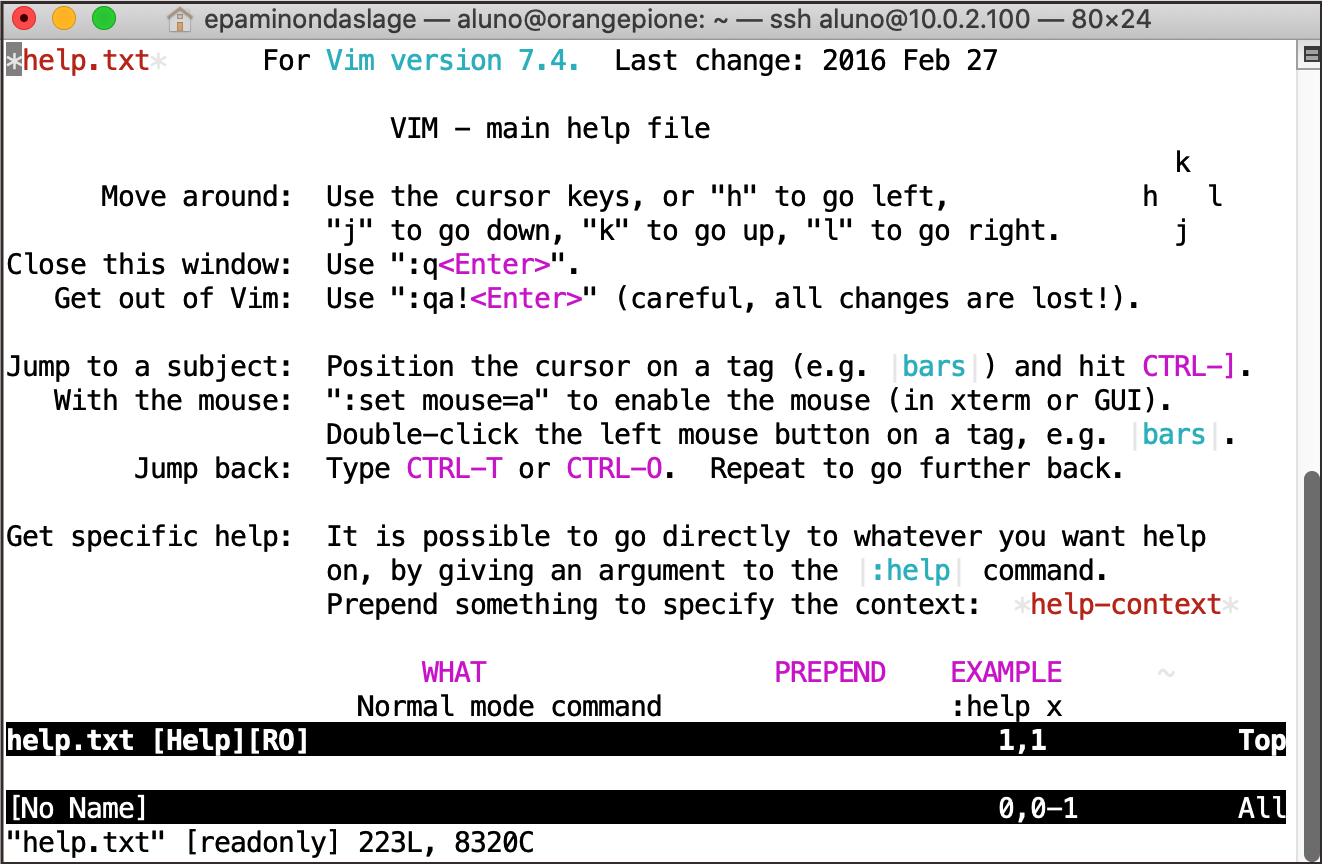 epaminondaslage — aluno@orangepione: ~ — ssh aluno@10.0.2.100 — 80×24
*help.txt*      For Vim version 7.4.  Last change: 2016 Feb 27
VIM - main help file
k
Move around:  Use the cursor keys, or "h" to go left,            h   l
"j" to go down, "k" to go up, "l" to go right.       j
Close this window:  Use ":q<Enter>".
Get out of Vim:  Use ":qa!<Enter>" (careful, all changes are lost!).
Jump to a subject:  Position the cursor on a tag (e.g. |bars|) and hit CTRL-].
With the mouse:  ":set mouse=a" to enable the mouse (in xterm or GUI).
Double-click the left mouse button on a tag, e.g. |bars|.
Jump back:  Type CTRL-T or CTRL-O.  Repeat to go further back.
Get specific help:  It is possible to go directly to whatever you want help
on, by giving an argument to the |:help| command.
Prepend something to specify the context:  *help-context*
WHAT                  PREPEND    EXAMPLE      ~
Normal mode command                  :help x
help.txt [Help][RO]                                           1,1            Top
[No Name]                                                     0,0-1          All
"help.txt" [readonly] 223L, 8320C